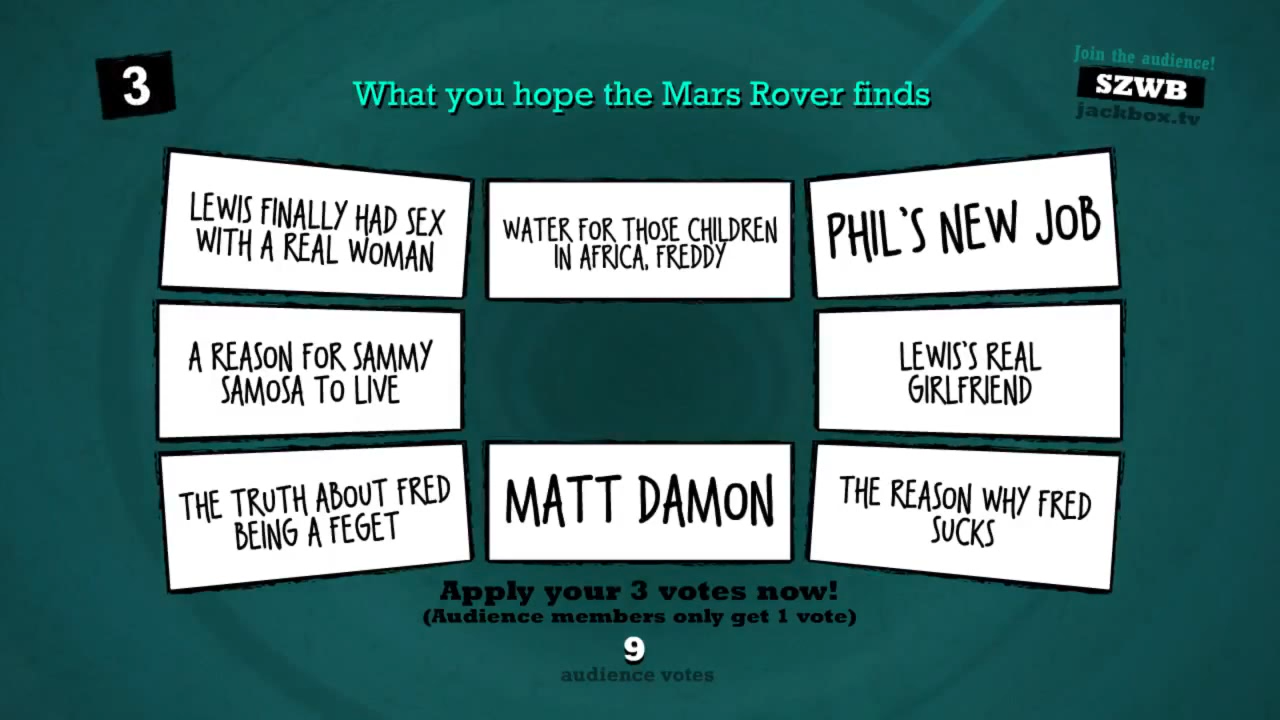 3
What you hope the Mars Rover finds
Join the audience!
SZWB
jackbox.tv
LEWIS FINALLY HAD SEX
WITH A REAL WOMAN
WATER FOR THOSE CHILDREN
IN AFRICA, FREDDY
PHIL'S NEW JOB
A REASON FOR SAMMY
SAMOSA TO LIVE
LEWIS'S REAL
GIRLFRIEND
THE TRUTH ABOUT FRED
BEING A FEGET
MATT DAMON
THE REASON WHY FRED
SUCKS
Apply your 3 votes now!
(Audience members only get 1 vote)
9
audience votes